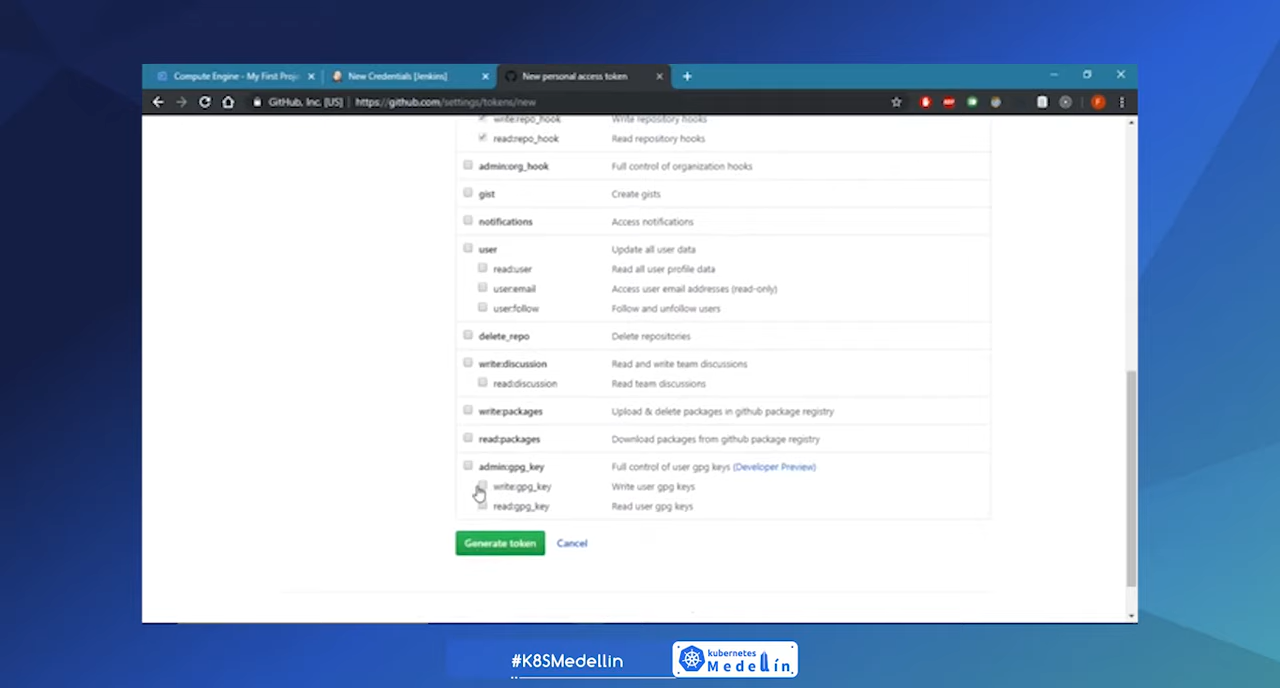 Compute Engine - My First Proje
New Credentials [Jenkins]
New personal access token
GitHub, Inc. [US] | https://github.com/settings/tokens/new
write:repo_hook Write repository hooks
read:repo_hook Read repository hooks
admin:org_hook Full control of organization hooks
gist Create gists
notifications Access notifications
user Update all user data
read:user Read all user profile data
user:email Access user email addresses (read-only)
user:follow Follow and unfollow users
delete_repo Delete repositories
write:discussion Read and write team discussions
read:discussion Read team discussions
write:packages Upload & delete packages in github package registry
read:packages Download packages from github package registry
admin:gpg_key Full control of user gpg keys (Developer Preview)
write:gpg_key Write user gpg keys
read:gpg_key Read user gpg keys
Generate token Cancel
#K8SMedellin
kubernetes
Medellín